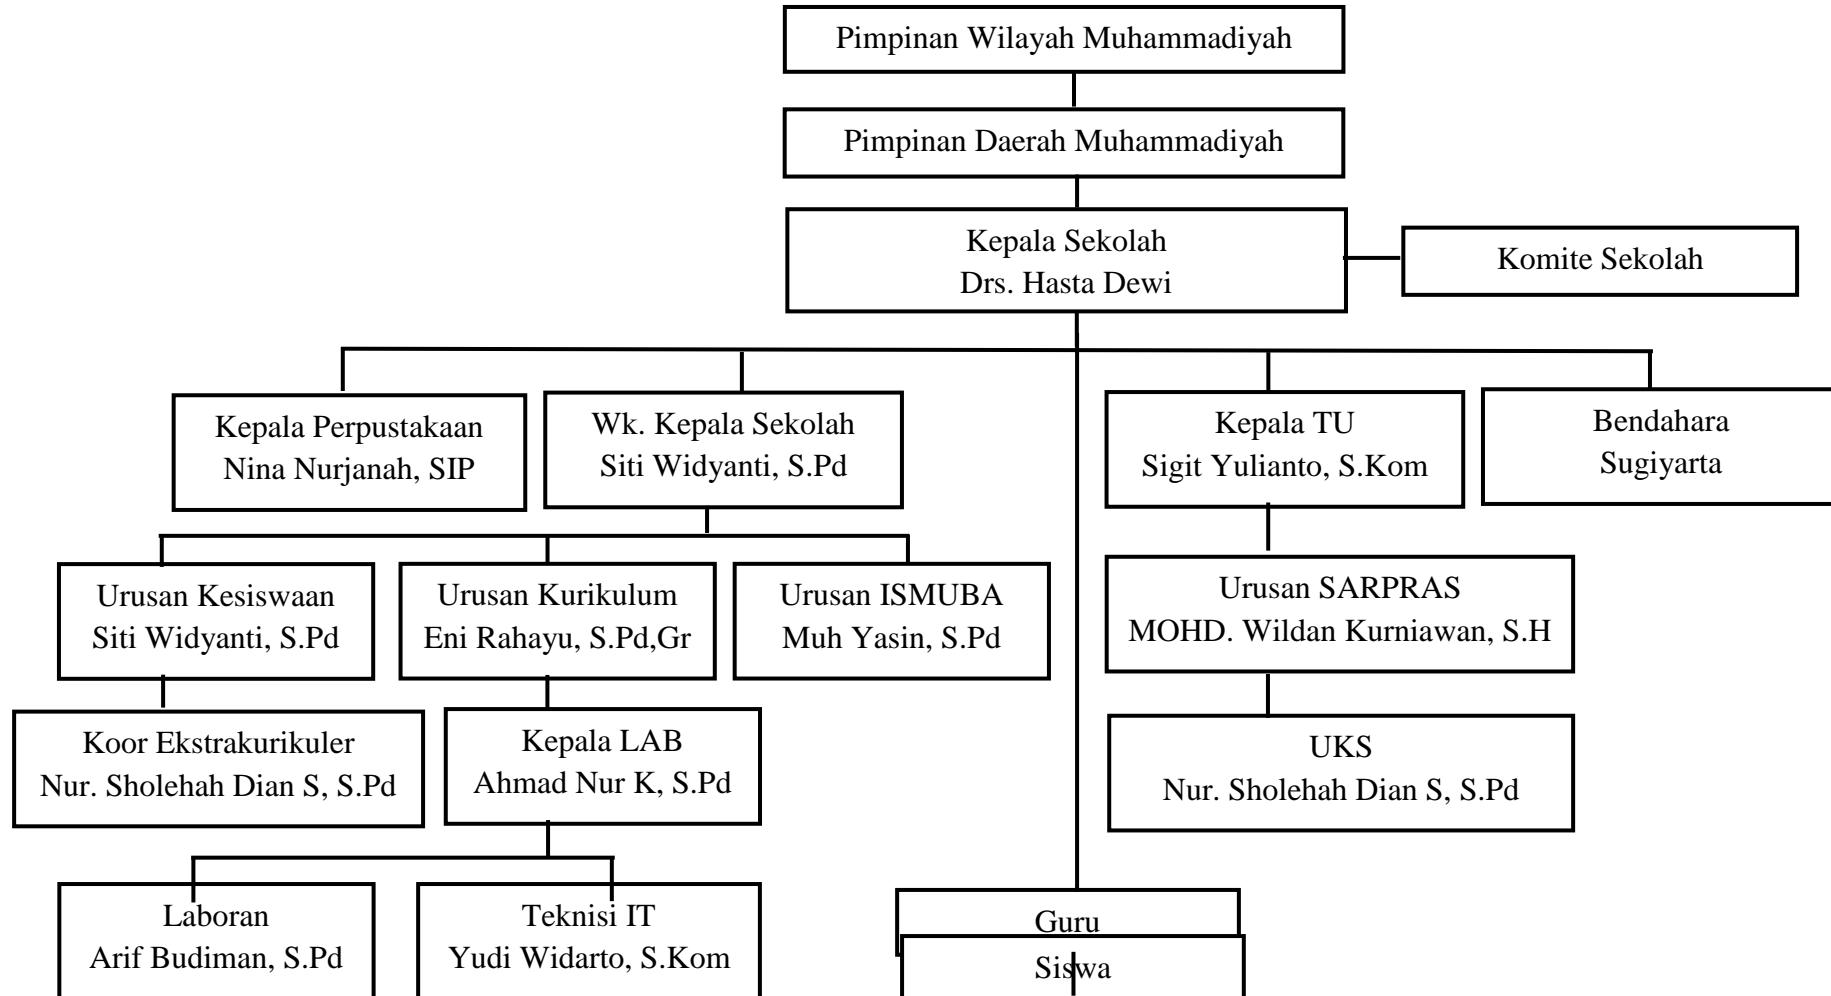 Pimpinan Wilayah Muhammadiyah
Pimpinan Daerah Muhammadiyah
Kepala Sekolah
Drs. Hasta Dewi
Komite Sekolah
Kepala Perpustakaan
Nina Nurjanah, SIP
Wk. Kepala Sekolah
Siti Widyanti, S.Pd
Kepala TU
Sigit Yulianto, S.Kom
Bendahara
Sugiyarta
Urusan Kesiswaan
Siti Widyanti, S.Pd
Urusan Kurikulum
Eni Rahayu, S.Pd,Gr
Urusan ISMUBA
Muh Yasin, S.Pd
Urusan SARPRAS
MOHD. Wildan Kurniawan, S.H
Koor Ekstrakurikuler
Nur. Sholehah Dian S, S.Pd
Kepala LAB
Ahmad Nur K, S.Pd
UKS
Nur. Sholehah Dian S, S.Pd
Laboran
Arif Budiman, S.Pd
Teknisi IT
Yudi Widarto, S.Kom
Guru
Siswa